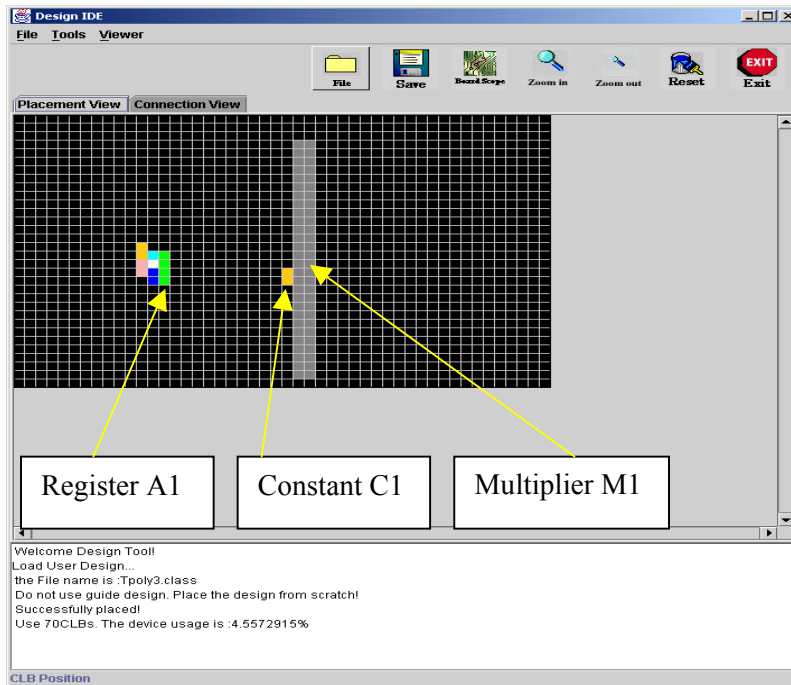 Design IDE
File Tools Viewer
File Save Board Scope Zoom in Zoom out Reset EXIT Exit
Placement View Connection View
Register A1 Constant C1 Multiplier M1
Welcome Design Tool!
Load User Design...
the File name is :Tpoly3.class
Do not use guide design. Place the design from scratch!
Successfully placed!
Use 70CLBs. The device usage is :4.5572915%
CLB Position